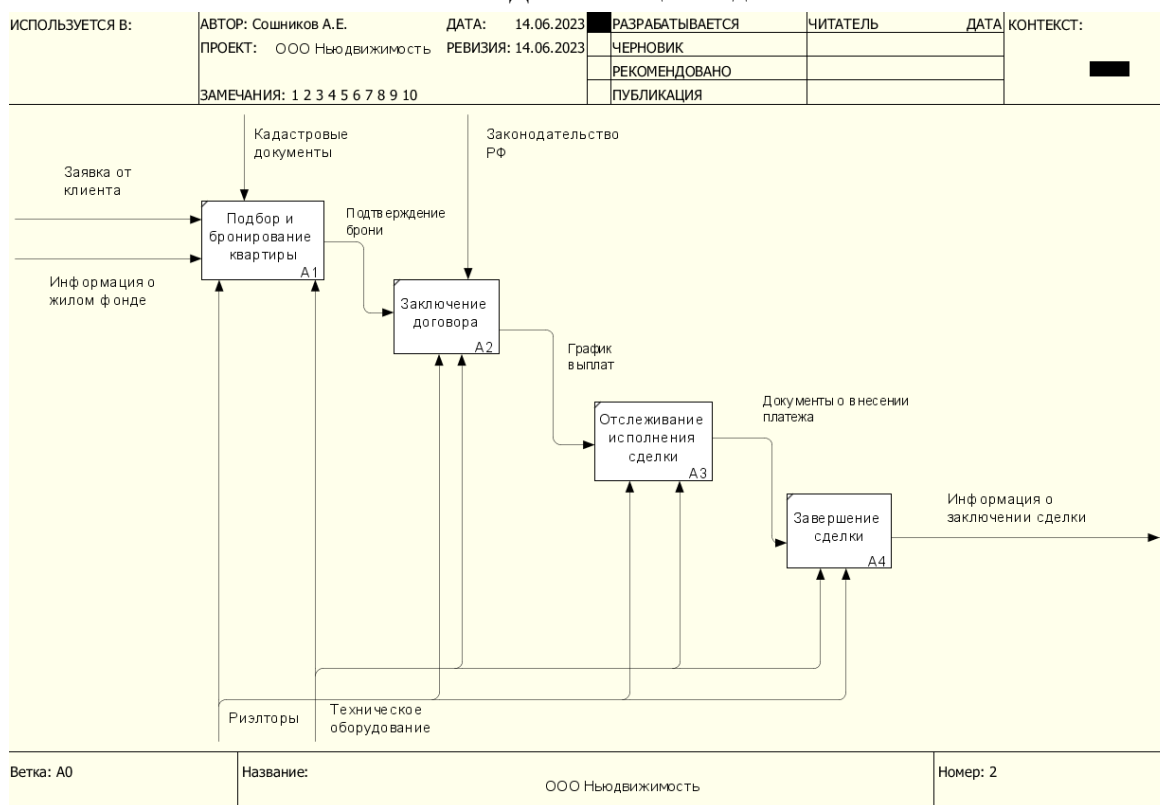 ИСПОЛЬЗУЕТСЯ В:
АВТОР: Сошников А.Е.
ДАТА: 14.06.2023
РАЗРАБАТЫВАЕТСЯ
ЧИТАТЕЛЬ
ДАТА
КОНТЕКСТ:
ПРОЕКТ: ООО Ньюдвижимость
РЕВИЗИЯ: 14.06.2023
ЧЕРНОВИК
РЕКОМЕНДОВАНО
ЗАМЕЧАНИЯ: 1 2 3 4 5 6 7 8 9 10
ПУБЛИКАЦИЯ
Кадастровые
документы
Законодательство
РФ
Заявка от
клиента
Подбор и
бронирование
квартиры
A1
Подтверждение
брони
Информация о
жилом фонде
Заключение
договора
A2
График
выплат
Отслеживание
исполнения
сделки
A3
Документы о внесении
платежа
Завершение
сделки
A4
Информация о
заключении сделки
Риэлторы
Техническое
оборудование
Ветка: A0
Название:
ООО Ньюдвижимость
Номер: 2